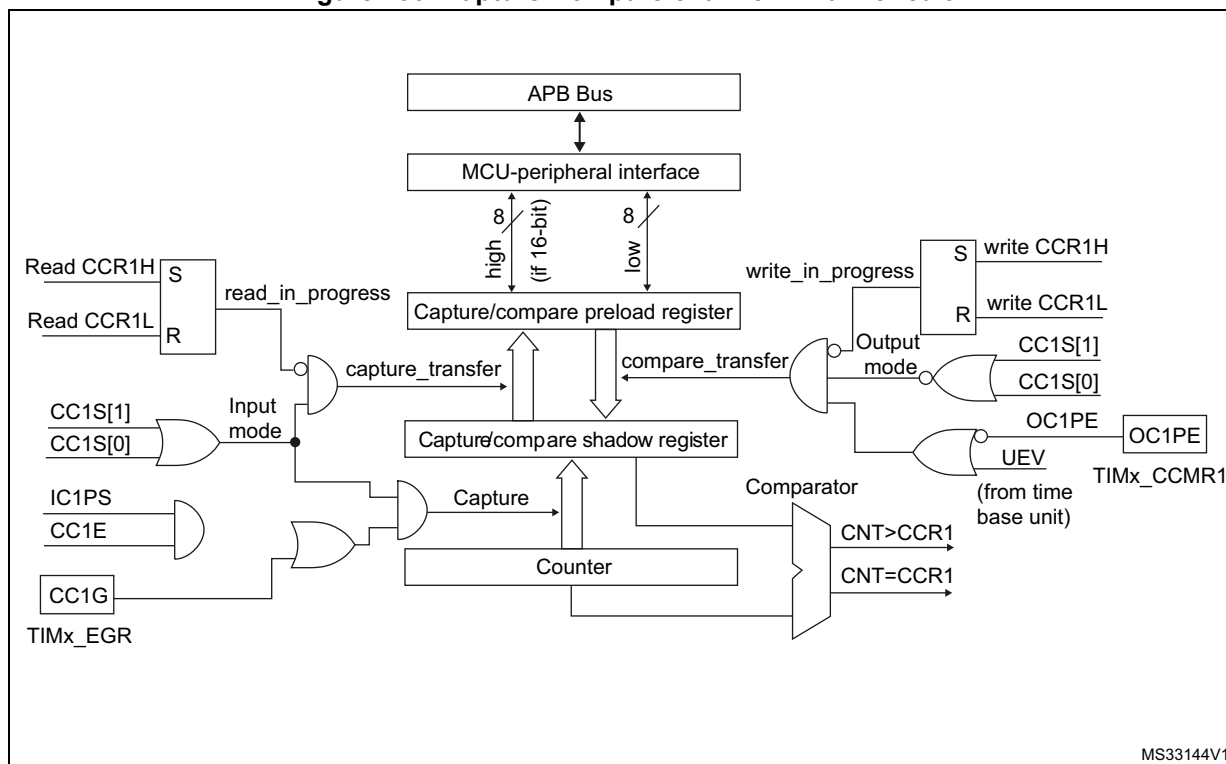 APB Bus
MCU-peripheral interface
8
high
(if 16-bit)
8
low
Read CCR1H
S
read_in_progress
Read CCR1L
R
write_in_progress
S
write CCR1H
R
write CCR1L
Capture/compare preload register
capture_transfer
compare_transfer
Output
mode
CC1S[1]
CC1S[0]
CC1S[1]
CC1S[0]
Input
mode
Capture/compare shadow register
OC1PE
OC1PE
UEV
TIMx_CCMR1
(from time
base unit)
IC1PS
CC1E
Capture
Comparator
CNT>CCR1
CNT=CCR1
Counter
CC1G
TIMx_EGR
MS33144V1